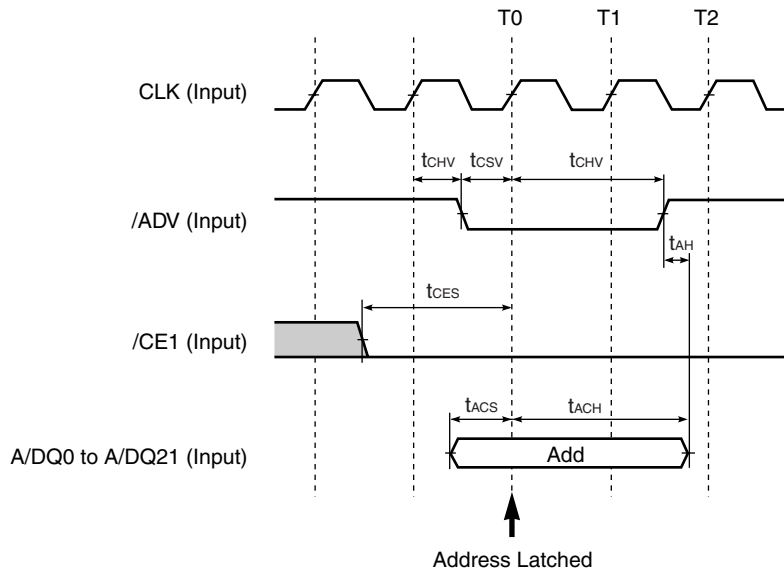 T0 T1 T2
CLK (Input)
tCHV tCSV tCHV
/ADV (Input)
tAH
tCES
/CE1 (Input)
tACS tACH
A/DQ0 to A/DQ21 (Input) Add
Address Latched